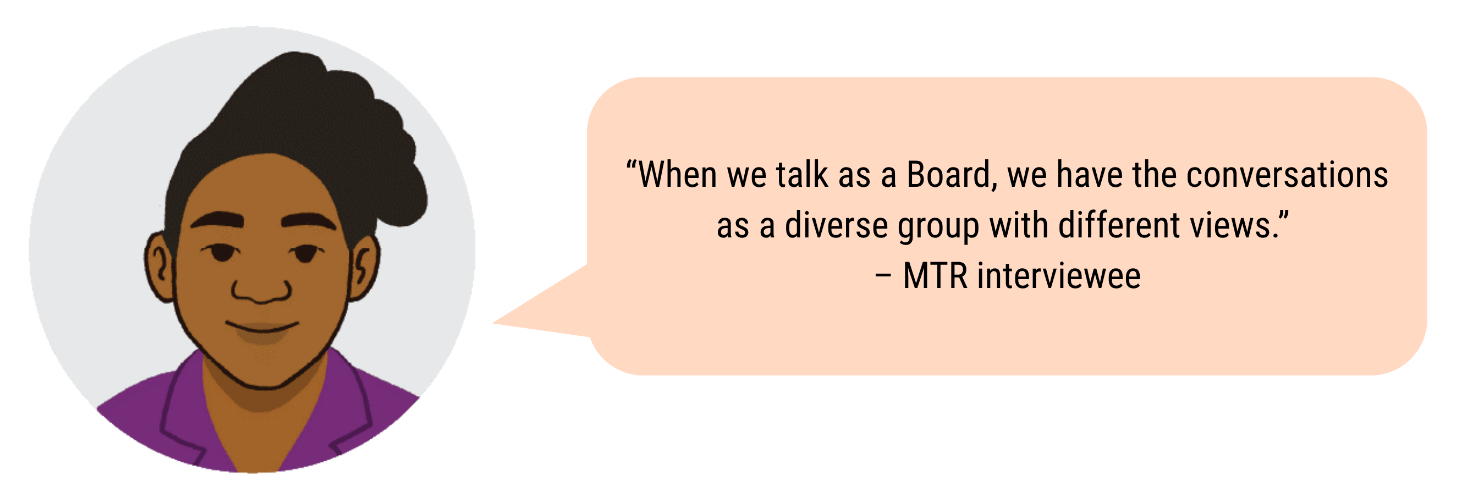 “When we talk as a Board, we have the conversations
as a diverse group with different views.”
– MTR interviewee